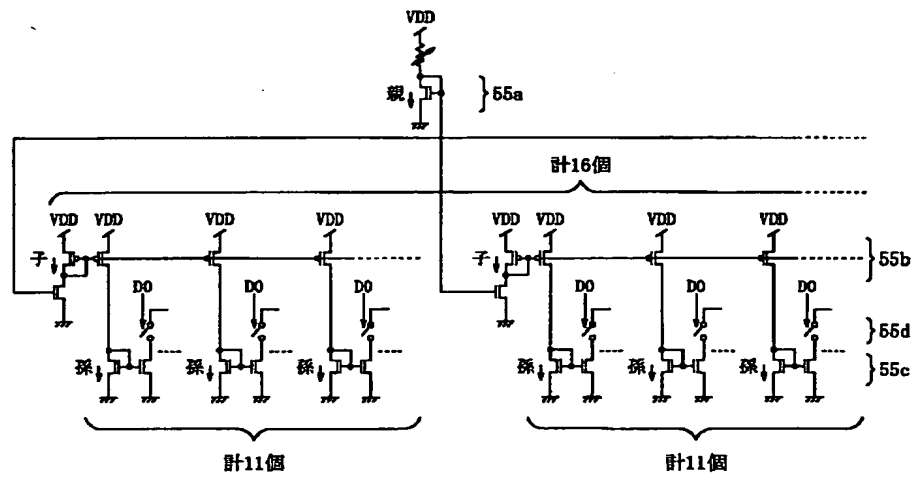 VDD
親
55a
計16個
VDD VDD VDD VDD VDD VDD VDD VDD
子 子 55b
D0 D0 D0 D0 D0 D0
55d
孫 孫 孫 孫 孫 孫 55c
計11個 計11個